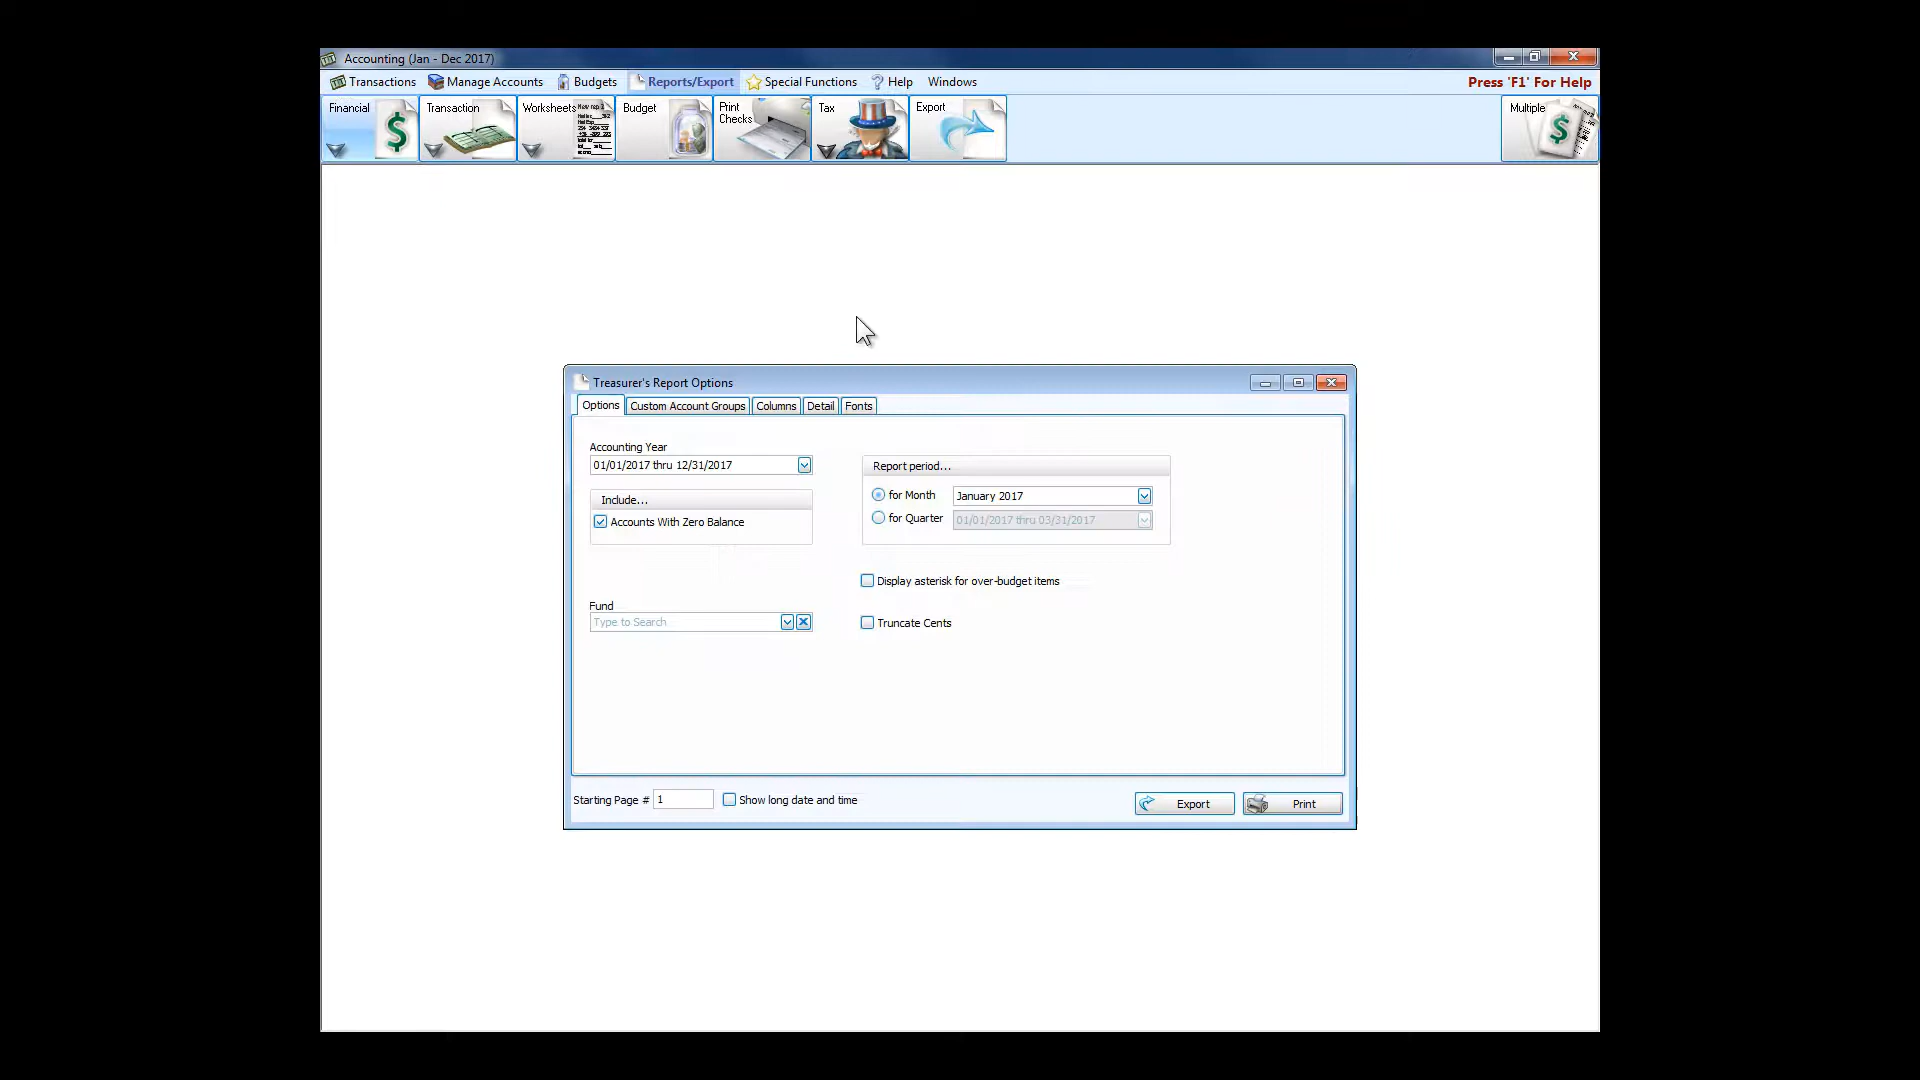 Accounting (Jan - Dec 2017)
Transactions Manage Accounts Budgets Reports/Export Special Functions Help Windows Press 'F1' For Help
Financial Transaction Worksheets Budget Print Checks Tax Export Multiple
Treasurer's Report Options
Options Custom Account Groups Columns Detail Fonts
Accounting Year
01/01/2017 thru 12/31/2017
Report period...
for Month January 2017
Include...
for Quarter 01/01/2017 thru 03/31/2017
Accounts With Zero Balance
Display asterisk for over-budget items
Fund
Type to Search
Truncate Cents
Starting Page # 1 Show long date and time Export Print